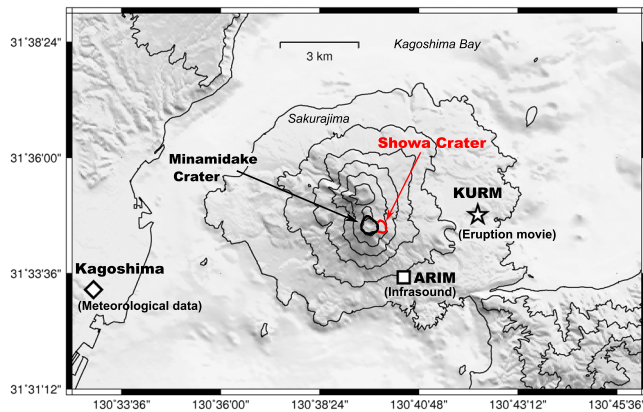 31°38'24"
Kagoshima Bay
3 km
Sakurajima
Showa Crater
31°36'00"
Minamidake
Crater
KURM
(Eruption movie)
31°33'36"
Kagoshima
(Meteorological data)
ARIM
(Infrasound)
31°31'12"
130°33'36" 130°36'00" 130°38'24" 130°40'48" 130°43'12" 130°45'36"